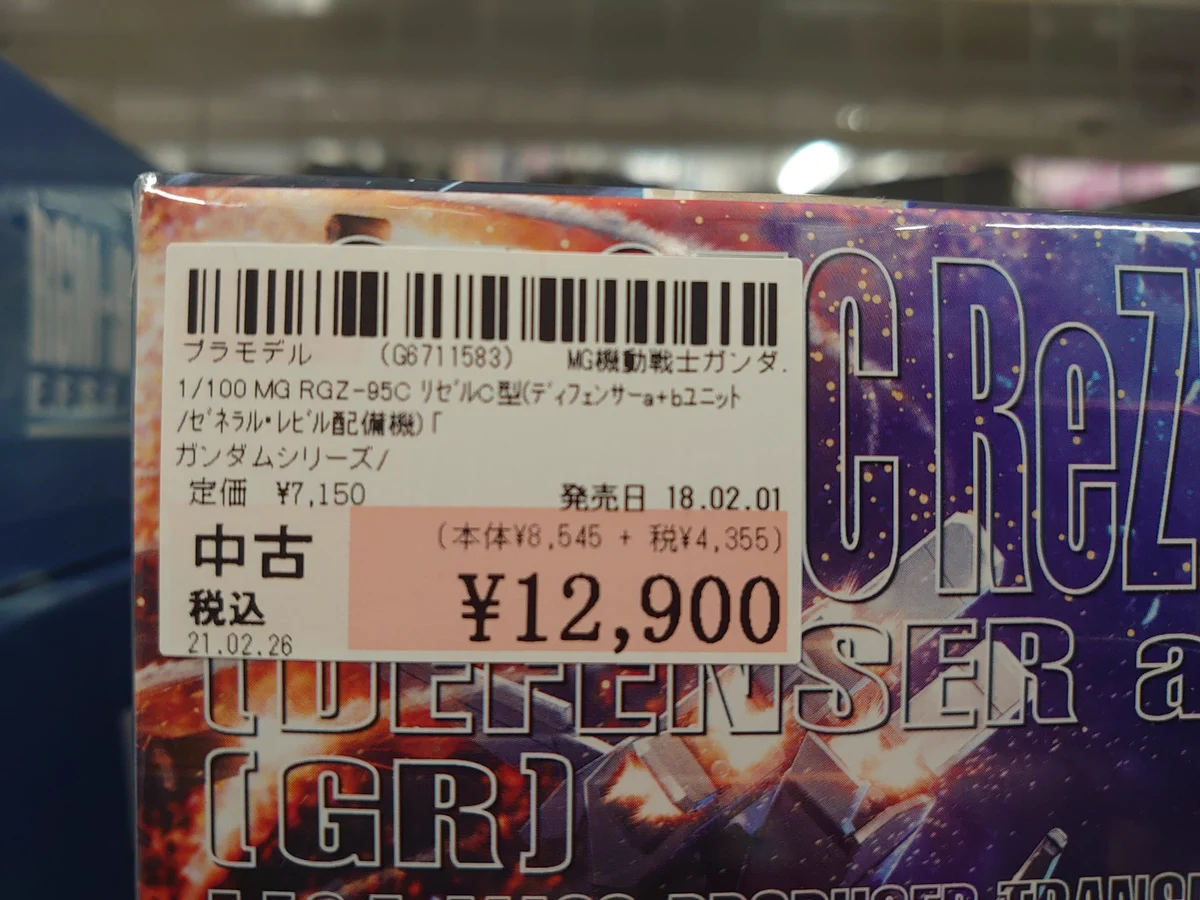 プラモデル (G6711583) MG機動戦士ガンダ.
1/100 MG RGZ-95C ﾘｾﾞﾙC型(ﾃﾞｨﾌｪﾝｻｰa+bﾕﾆｯﾄ
/ｾﾞﾈﾗﾙ･ﾚﾋﾞﾙ配備機)「
ガンダムシリーズ/
定価 ¥7,150 発売日 18.02.01
中古 (本体¥8,545 + 税¥4,355)
税込 ¥12,900
21.02.26
C ReZ
(DEFENSER a
(GR)